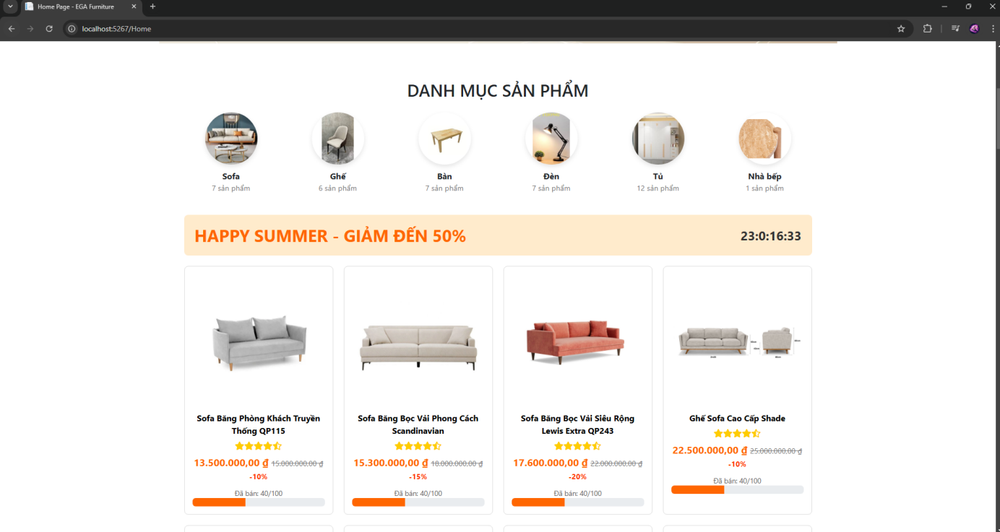 Home Page - EGA Furniture
localhost:5267/Home
DANH MỤC SẢN PHẨM
Sofa
7 sản phẩm
Ghế
6 sản phẩm
Bàn
7 sản phẩm
Đèn
7 sản phẩm
Tủ
12 sản phẩm
Nhà bếp
1 sản phẩm
HAPPY SUMMER - GIẢM ĐẾN 50%
23:0:16:33
Sofa Băng Phòng Khách Truyền
Thống QP115
13.500.000,00 ₫ 15.000.000,00 ₫
-10%
Đã bán: 40/100
Sofa Băng Bọc Vải Phong Cách
Scandinavian
15.300.000,00 ₫ 18.000.000,00 ₫
-15%
Đã bán: 40/100
Sofa Băng Bọc Vải Siêu Rộng
Lewis Extra QP243
17.600.000,00 ₫ 22.000.000,00 ₫
-20%
Đã bán: 40/100
Ghế Sofa Cao Cấp Shade
22.500.000,00 ₫ 25.000.000,00 ₫
-10%
Đã bán: 40/100